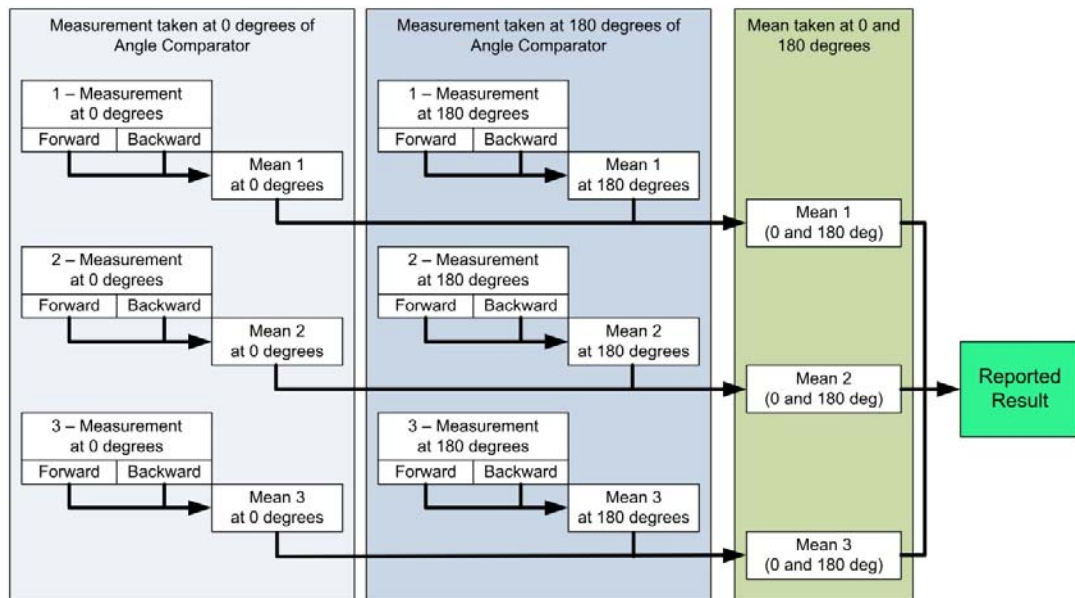 Measurement taken at 0 degrees of
Angle Comparator
1 – Measurement
at 0 degrees
Forward Backward
Mean 1
at 0 degrees
2 – Measurement
at 0 degrees
Forward Backward
Mean 2
at 0 degrees
3 – Measurement
at 0 degrees
Forward Backward
Mean 3
at 0 degrees
Measurement taken at 180 degrees of
Angle Comparator
1 – Measurement
at 180 degrees
Forward Backward
Mean 1
at 180 degrees
2 – Measurement
at 180 degrees
Forward Backward
Mean 2
at 180 degrees
3 – Measurement
at 180 degrees
Forward Backward
Mean 3
at 180 degrees
Mean taken at 0 and
180 degrees
Mean 1
(0 and 180 deg)
Mean 2
(0 and 180 deg)
Mean 3
(0 and 180 deg)
Reported
Result